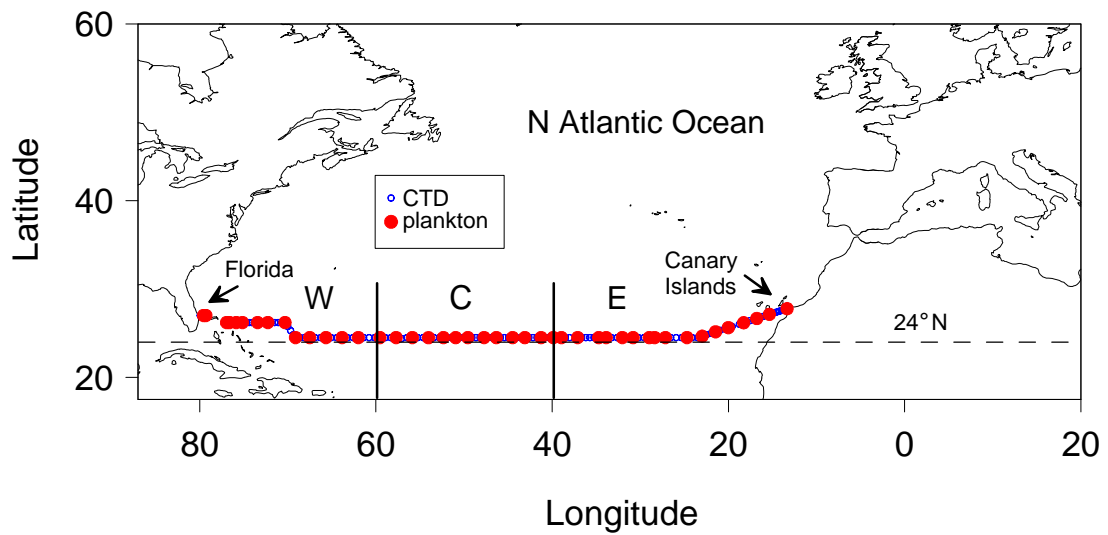 60
40
20
Latitude
N Atlantic Ocean
CTD
plankton
Florida
Canary
Islands
W
C
E
24°N
80
60
40
20
0
20
Longitude